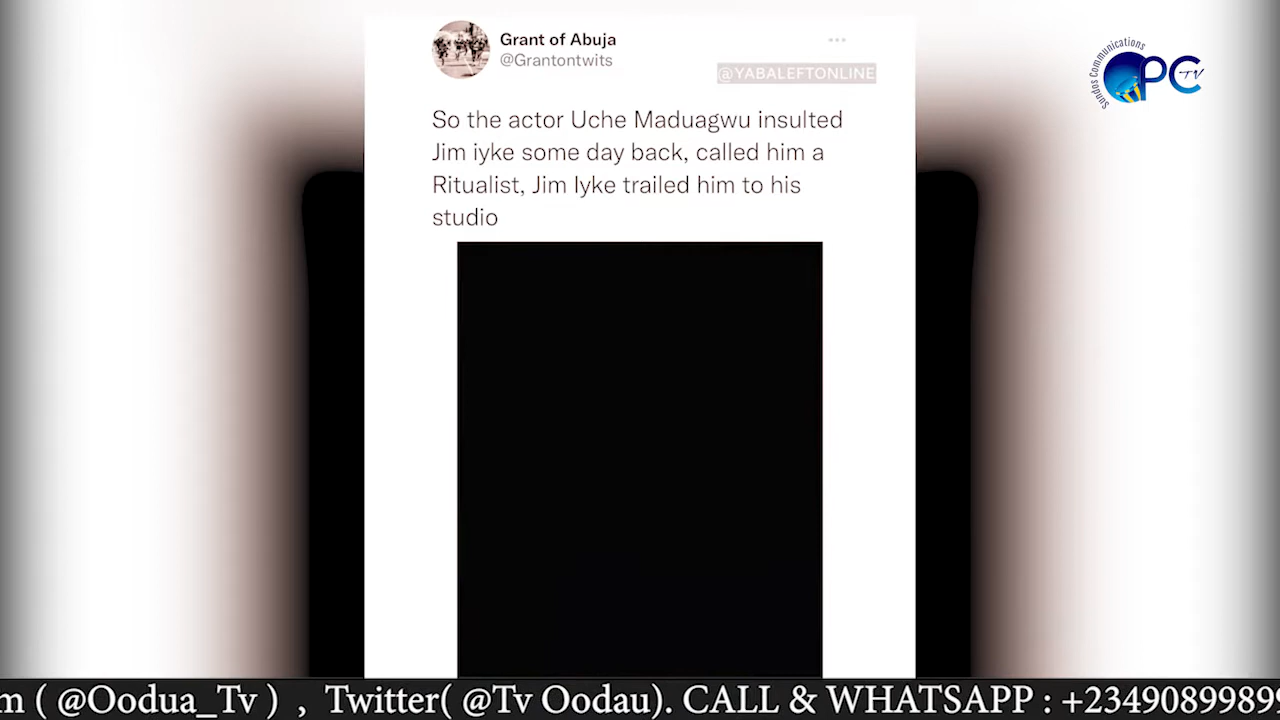 Grant of Abuja
@Grantontwits
@YABALEFTONLINE
So the actor Uche Maduagwu insulted
Jim iyke some day back, called him a
Ritualist, Jim Iyke trailed him to his
studio
Sundos Communications
PC TV
m ( @Oodua_Tv ) , Twitter( @Tv Oodau). CALL & WHATSAPP : +234908998